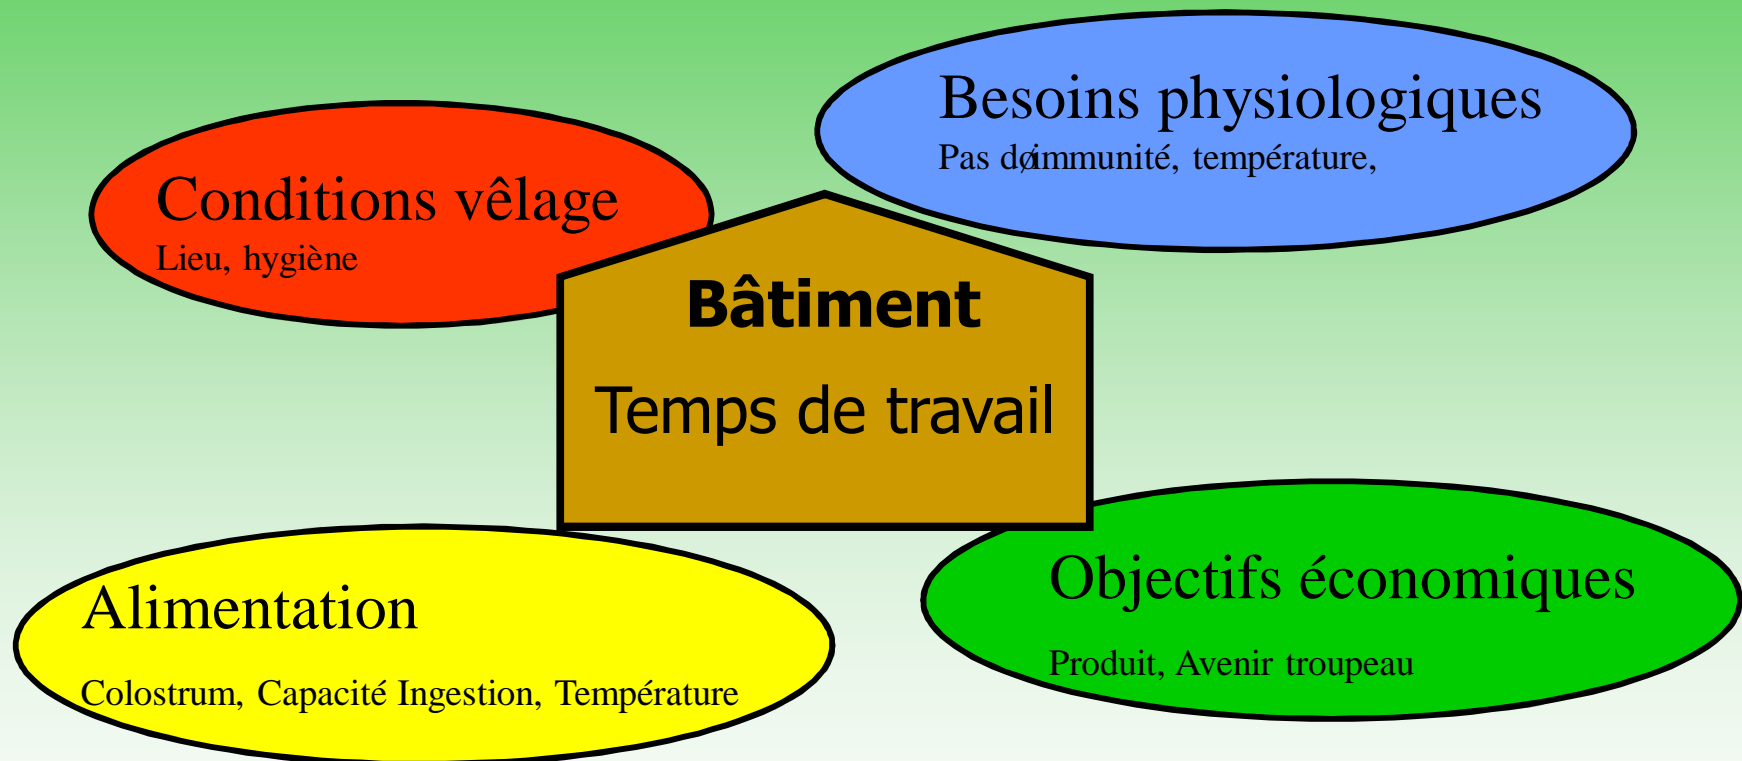 Besoins physiologiques
Pas døimmunité, température,
Conditions vêlage
Lieu, hygiène
Bâtiment
Temps de travail
Objectifs économiques
Produit, Avenir troupeau
Alimentation
Colostrum, Capacité Ingestion, Température